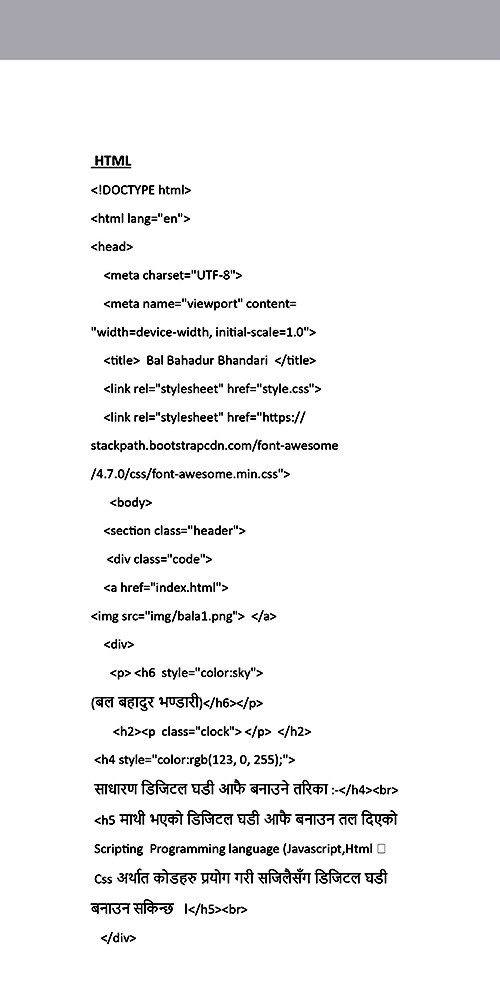 HTML
<!DOCTYPE html>
<html lang="en">
<head>
<meta charset="UTF-8">
<meta name="viewport" content=
"width=device-width, initial-scale=1.0">
<title> Bal Bahadur Bhandari </title>
<link rel="stylesheet" href="style.css">
<link rel="stylesheet" href="https://
stackpath.bootstrapcdn.com/font-awesome
/4.7.0/css/font-awesome.min.css">
<body>
<section class="header">
<div class="code">
<a href="index.html">
<img src="img/bala1.png"> </a>
<div>
<p> <h6 style="color:sky">
(बल बहादुर भण्डारी)</h6></p>
<h2><p class="clock"> </p> </h2>
<h4 style="color:rgb(123, 0, 255);">
साधारण डिजिटल घडी आफै बनाउने तरिका :-</h4><br>
<h5 माथी भएको डिजिटल घडी आफै बनाउन तल दिएको
Scripting Programming language (Javascript,Html □
Css अर्थात कोडहरु प्रयोग गरी सजिलैसँग डिजिटल घडी
बनाउन सकिन्छ ।</h5><br>
</div>